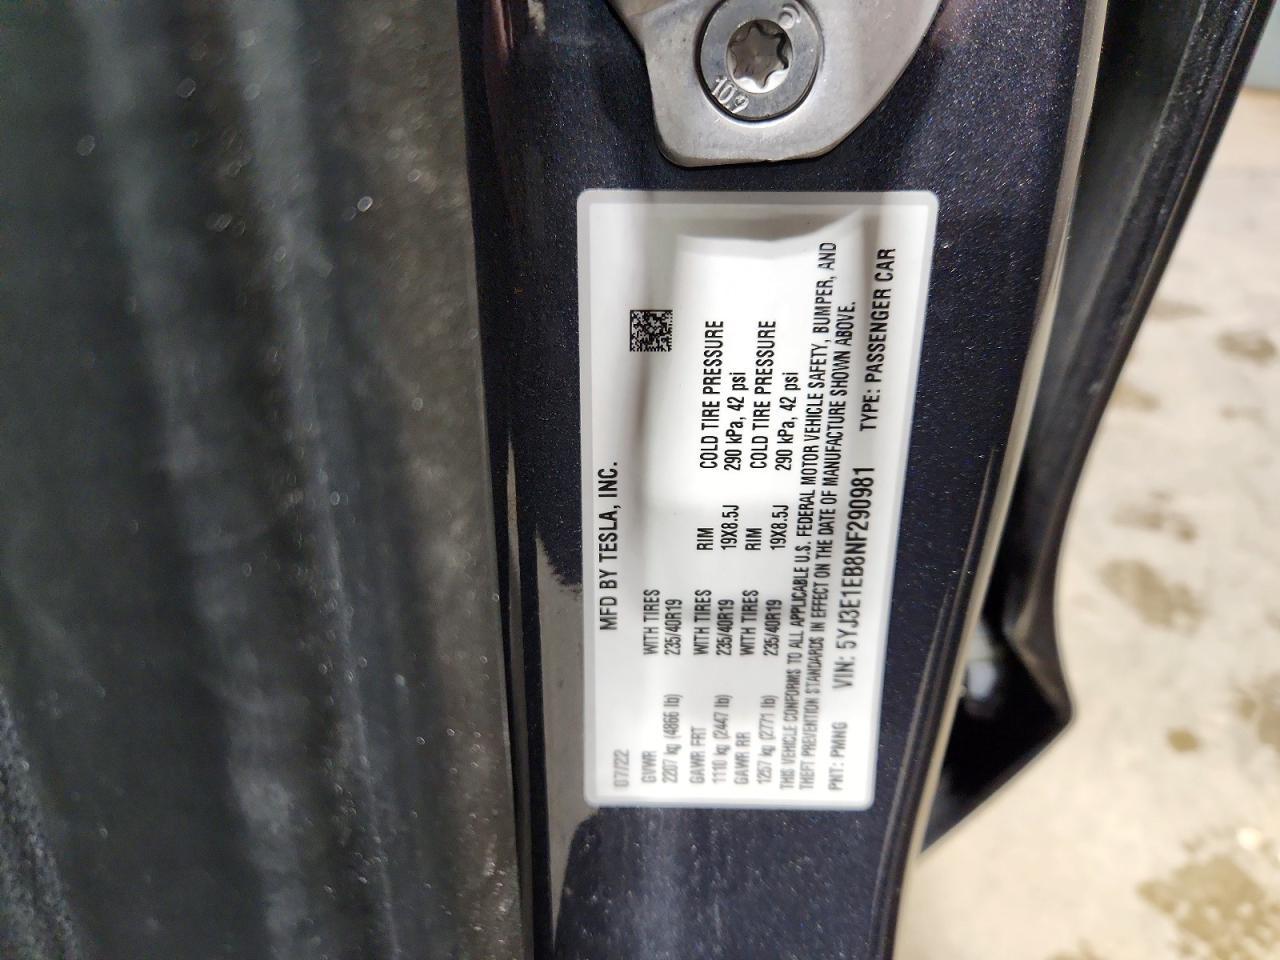 10.9
MFD BY TESLA, INC.
07/22
GVWR WITH TIRES RIM COLD TIRE PRESSURE
2207 kg (4866 lb) 235/40R19 19X8.5J 290 kPa, 42 psi
GAWR FRT WITH TIRES RIM COLD TIRE PRESSURE
1110 kg (2447 lb) 235/40R19 19X8.5J 290 kPa, 42 psi
GAWR RR WITH TIRES
1257 kg (2771 lb) 235/40R19
THIS VEHICLE CONFORMS TO ALL APPLICABLE U.S. FEDERAL MOTOR VEHICLE SAFETY, BUMPER, AND
THEFT PREVENTION STANDARDS IN EFFECT ON THE DATE OF MANUFACTURE SHOWN ABOVE.
PNT: PMNG VIN: 5YJ3E1EB8NF290981 TYPE: PASSENGER CAR